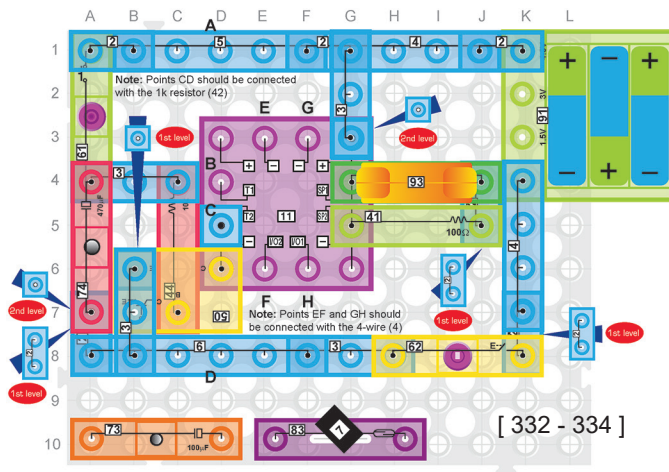 A B C D E F G H I J K L
A
1 2 5 2 4 2
Note: Points CD should be connected
with the 1k resistor (42)
+ − +
3V
1.5V
91
− + −
2
3
1st level
2nd level
61
E G
3
+ − − +
4
3
B
T1 SP1
93
470µF
10
C
T2 11 SP2
41
100Ω
4
5
− I/O2 I/O1 −
6
74
44
F H
50
Note: Points EF and GH should
be connected with the 4-wire (4)
1st level
2nd level
7
3
(2)
1st level
(2)
1st level
8
6
3
62
E
D
9
10
73
100µF
83
7
[ 332 - 334 ]